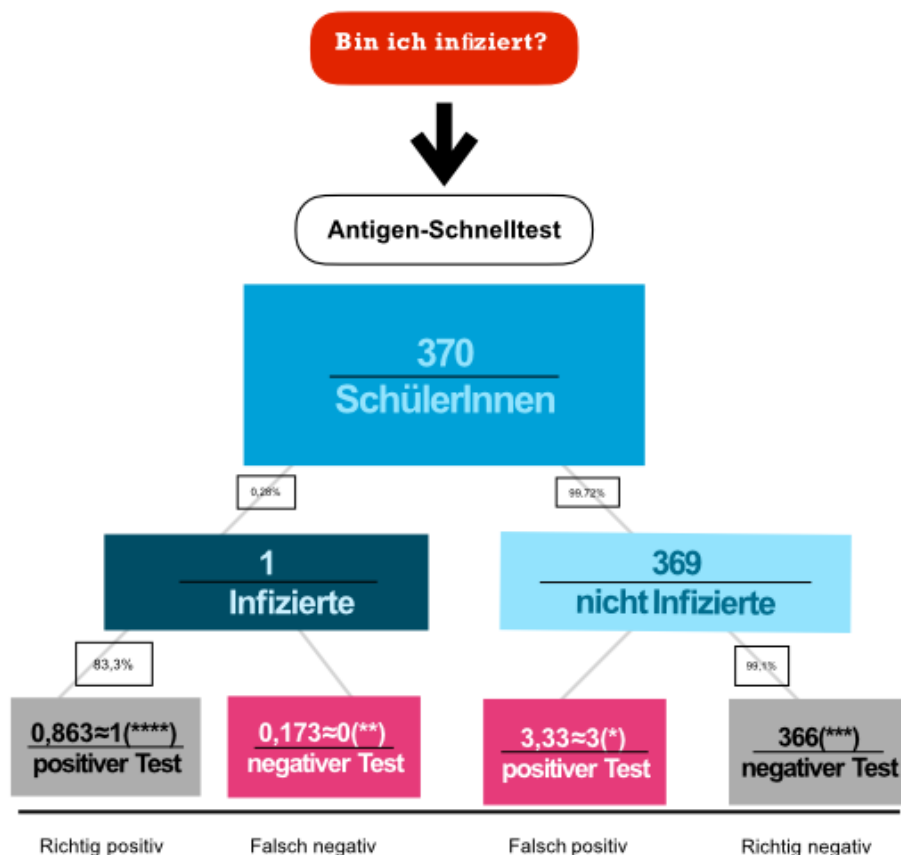 Bin ich infiziert?
Antigen-Schnelltest
370
SchülerInnen
0,28%
99.72%
1
Infizierte
369
nicht Infizierte
83,3%
99,1%
0,863≈1(****)
positiver Test
0,173≈0(**)
negativer Test
3,33≈3(*)
positiver Test
366(***)
negativer Test
Richtig positiv
Falsch negativ
Falsch positiv
Richtig negativ